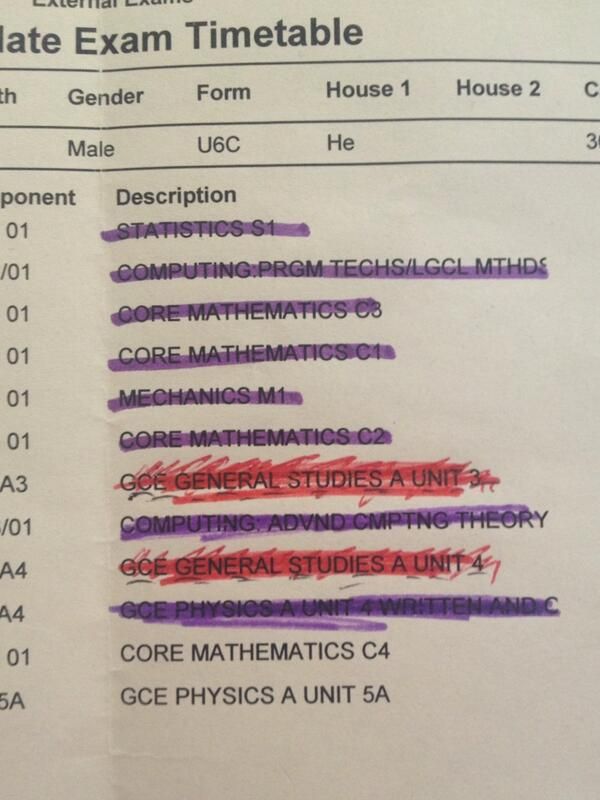 External Exams
late Exam Timetable
th Gender Form House 1 House 2 C
Male U6C He 30
ponent Description
01 STATISTICS S1
/01 COMPUTING:PRGM TECHS/LGCL MTHDS
01 CORE MATHEMATICS C3
01 CORE MATHEMATICS C1
01 MECHANICS M1
01 CORE MATHEMATICS C2
A3 GCE GENERAL STUDIES A UNIT 3
/01 COMPUTING: ADVND CMPTNG THEORY
A4 GCE GENERAL STUDIES A UNIT 4
A4 GCE PHYSICS A UNIT 4 WRITTEN AND C
01 CORE MATHEMATICS C4
5A GCE PHYSICS A UNIT 5A